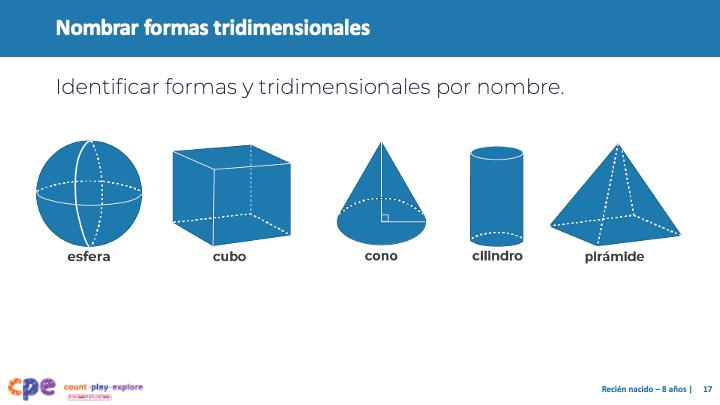 Nombrar formas tridimensionales
Identificar formas y tridimensionales por nombre.
esfera
cubo
cono
cilindro
pirámide
cpe
count-play-explore
Recién nacido – 8 años | 17